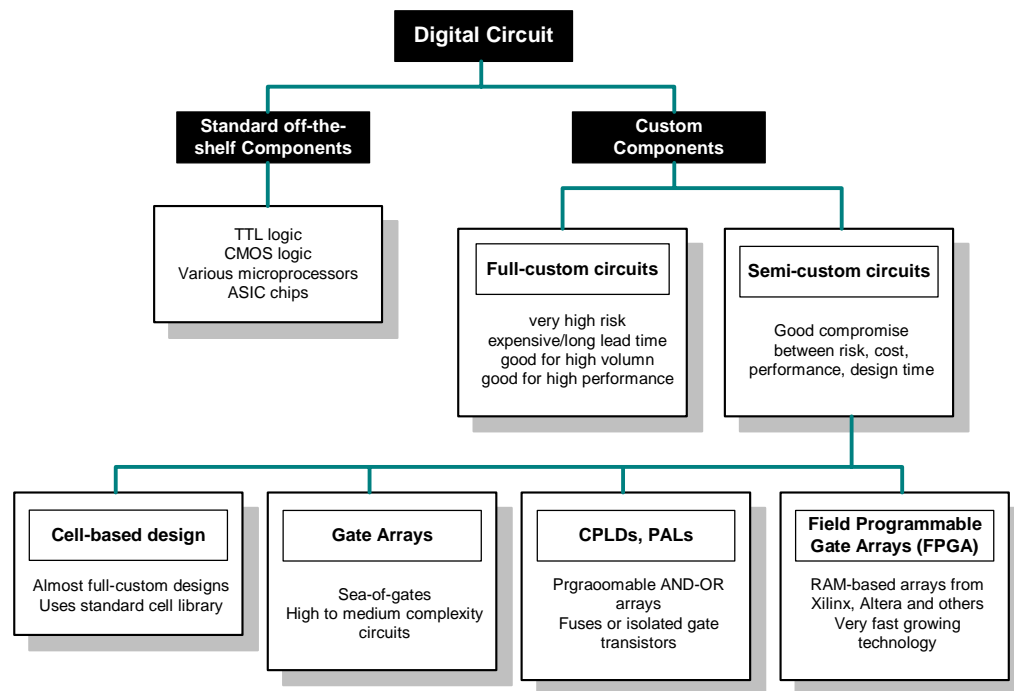 Digital Circuit
Standard off-the-
shelf Components
Custom
Components
TTL logic
CMOS logic
Various microprocessors
ASIC chips
Full-custom circuits
very high risk
expensive/long lead time
good for high volumn
good for high performance
Semi-custom circuits
Good compromise
between risk, cost,
performance, design time
Cell-based design
Almost full-custom designs
Uses standard cell library
Gate Arrays
Sea-of-gates
High to medium complexity
circuits
CPLDs, PALs
Prgraoomable AND-OR
arrays
Fuses or isolated gate
transistors
Field Programmable
Gate Arrays (FPGA)
RAM-based arrays from
Xilinx, Altera and others
Very fast growing
technology